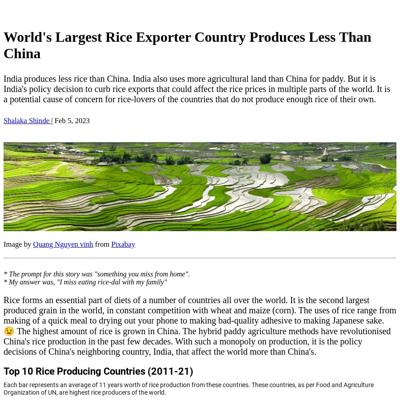 World's Largest Rice Exporter Country Produces Less Than
China
India produces less rice than China. India also uses more agricultural land than China for paddy. But it is
India's policy decision to curb rice exports that could affect the rice prices in multiple parts of the world. It is
a potential cause of concern for rice-lovers of the countries that do not produce enough rice of their own.
Shalaka Shinde | Feb 5, 2023
Image by Quang Nguyen vinh from Pixabay
* The prompt for this story was "something you miss from home".
* My answer was, "I miss eating rice-dal with my family"
Rice forms an essential part of diets of a number of countries all over the world. It is the second largest
produced grain in the world, in constant competition with wheat and maize (corn). The uses of rice range from
making of a quick meal to drying out your phone to making bad-quality adhesive to making Japanese sake.
😉 The highest amount of rice is grown in China. The hybrid paddy agriculture methods have revolutionised
China's rice production in the past few decades. With such a monopoly on production, it is the policy
decisions of China's neighboring country, India, that affect the world more than China's.
Top 10 Rice Producing Countries (2011-21)
Each bar represents an average of 11 years worth of rice production from these countries. These countries, as per Food and Agriculture
Organization of UN, are highest rice producers of the world.